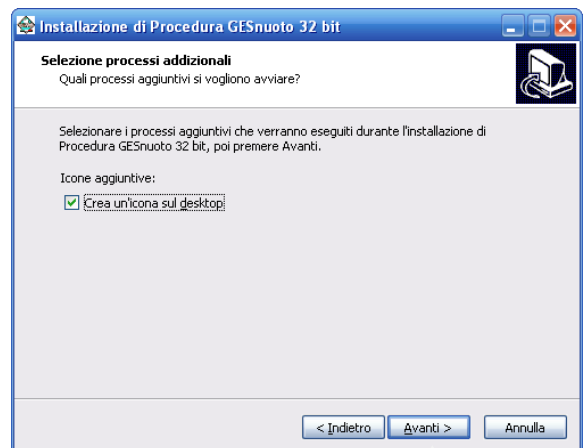 Installazione di Procedura GESnuoto 32 bit
Selezione processi addizionali
Quali processi aggiuntivi si vogliono avviare?
Selezionare i processi aggiuntivi che verranno eseguiti durante l'installazione di
Procedura GESnuoto 32 bit, poi premere Avanti.
Icone aggiuntive:
Crea un'icona sul desktop
< Indietro Avanti > Annulla